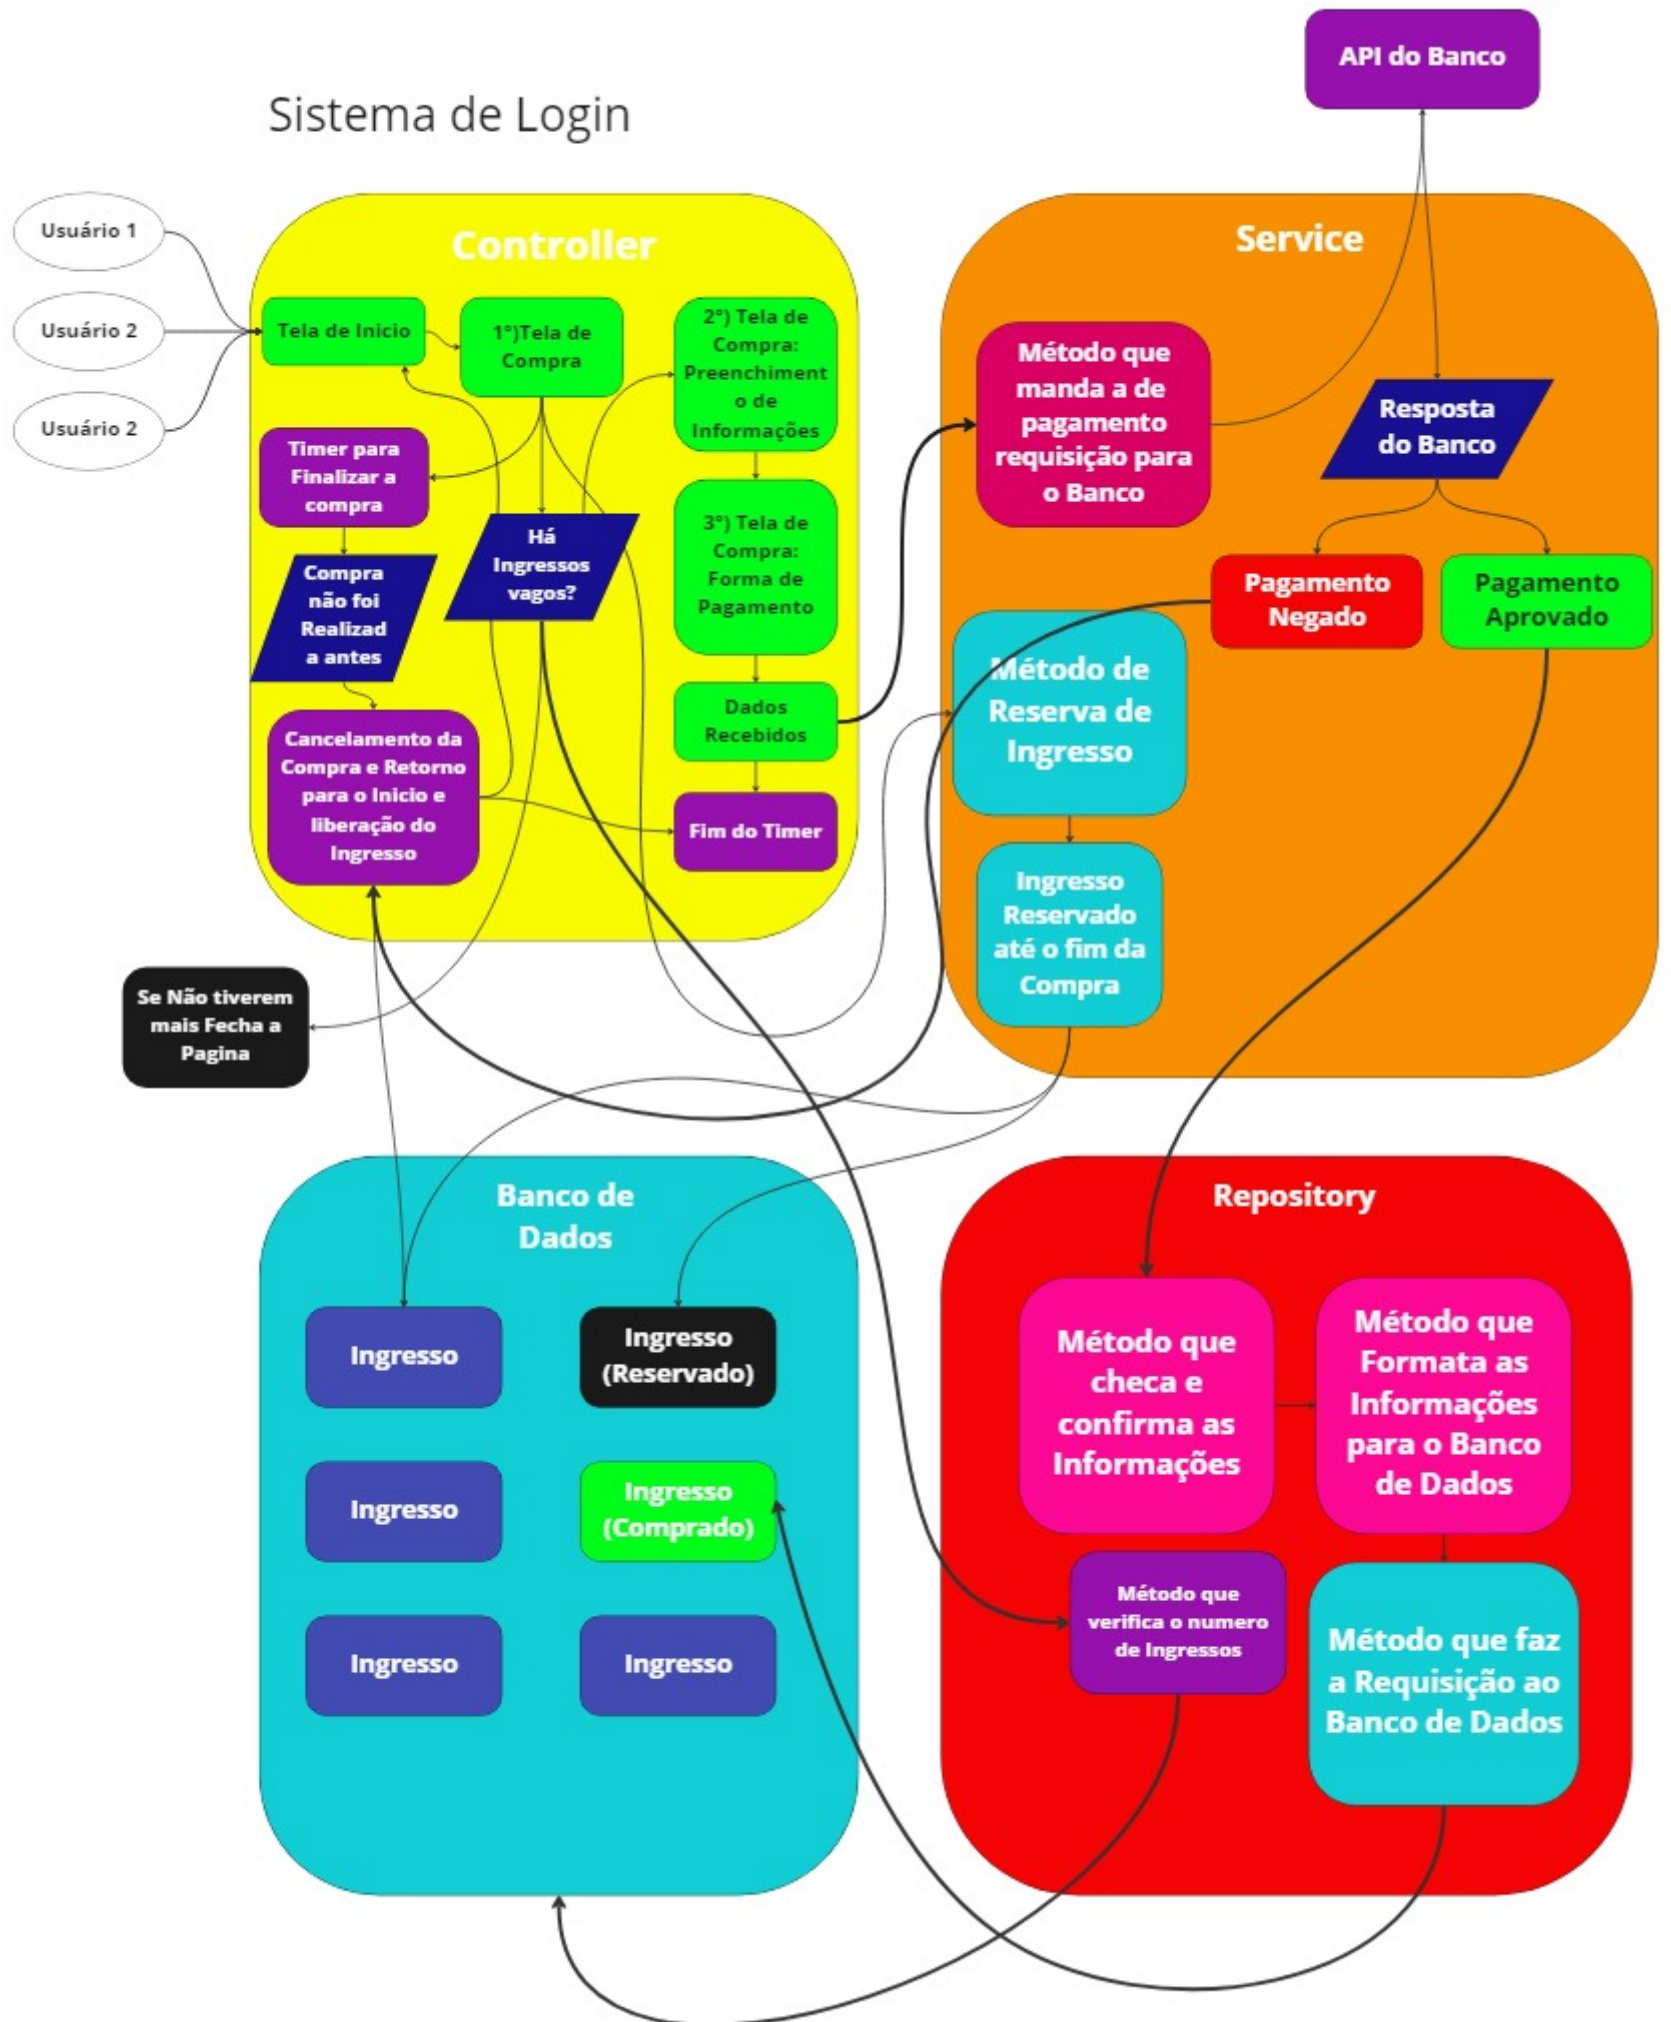 API do Banco
Sistema de Login
Usuário 1
Usuário 2
Usuário 2
Controller
Tela de Inicio
1º)Tela de
Compra
2º) Tela de
Compra:
Preenchiment
o de
Informações
Timer para
Finalizar a
compra
Há
Ingressos
vagos?
Compra
não foi
Realizad
a antes
3º) Tela de
Compra:
Forma de
Pagamento
Dados
Recebidos
Cancelamento da
Compra e Retorno
para o Inicio e
liberação do
Ingresso
Fim do Timer
Se Não tiverem
mais Fecha a
Pagina
Service
Método que
manda a de
pagamento
requisição para
o Banco
Resposta
do Banco
Pagamento
Negado
Pagamento
Aprovado
Método de
Reserva de
Ingresso
Ingresso
Reservado
até o fim da
Compra
Banco de
Dados
Ingresso
Ingresso
(Reservado)
Ingresso
Ingresso
(Comprado)
Ingresso
Ingresso
Repository
Método que
checa e
confirma as
Informações
Método que
Formata as
Informações
para o Banco
de Dados
Método que
verifica o numero
de Ingressos
Método que faz
a Requisição ao
Banco de Dados